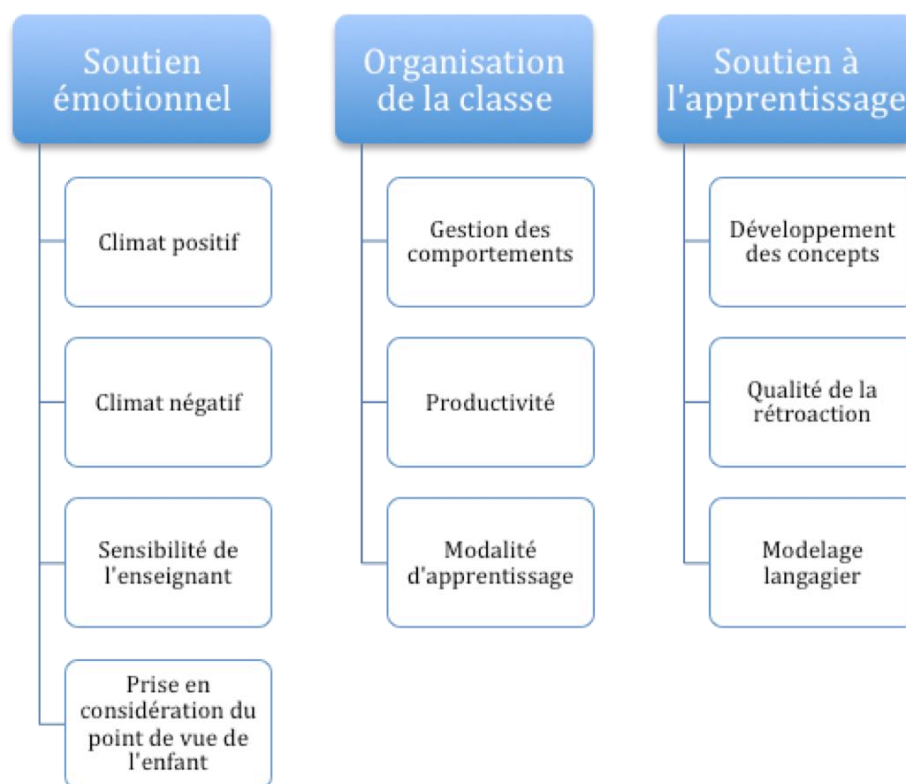 Soutien
émotionnel
Climat positif
Climat négatif
Sensibilité de
l'enseignant
Prise en
considération du
point de vue de
l'enfant
Organisation
de la classe
Gestion des
comportements
Productivité
Modalité
d'apprentissage
Soutien à
l'apprentissage
Développement
des concepts
Qualité de la
rétroaction
Modelage
langagier